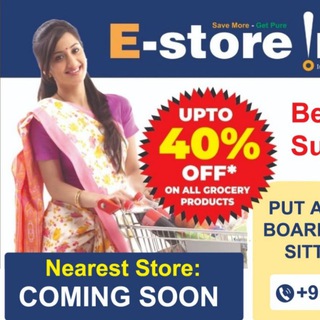 Save More - Get Pure
E-store
UPTO
40%
OFF*
ON ALL GROCERY
PRODUCTS
Be
Su
PUT A
BOAR
SITT
+9
Nearest Store:
COMING SOON